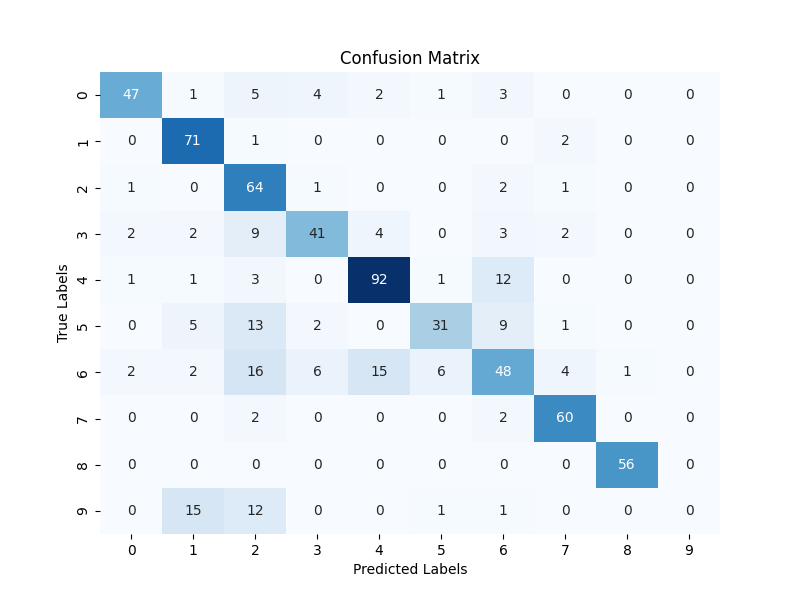 Confusion Matrix
0 47 1 5 4 2 1 3 0 0 0
1 0 71 1 0 0 0 0 2 0 0
2 1 0 64 1 0 0 2 1 0 0
3 2 2 9 41 4 0 3 2 0 0
4 1 1 3 0 92 1 12 0 0 0
5 0 5 13 2 0 31 9 1 0 0
6 2 2 16 6 15 6 48 4 1 0
7 0 0 2 0 0 0 2 60 0 0
8 0 0 0 0 0 0 0 0 56 0
9 0 15 12 0 0 1 1 0 0 0
0 1 2 3 4 5 6 7 8 9
True Labels
Predicted Labels